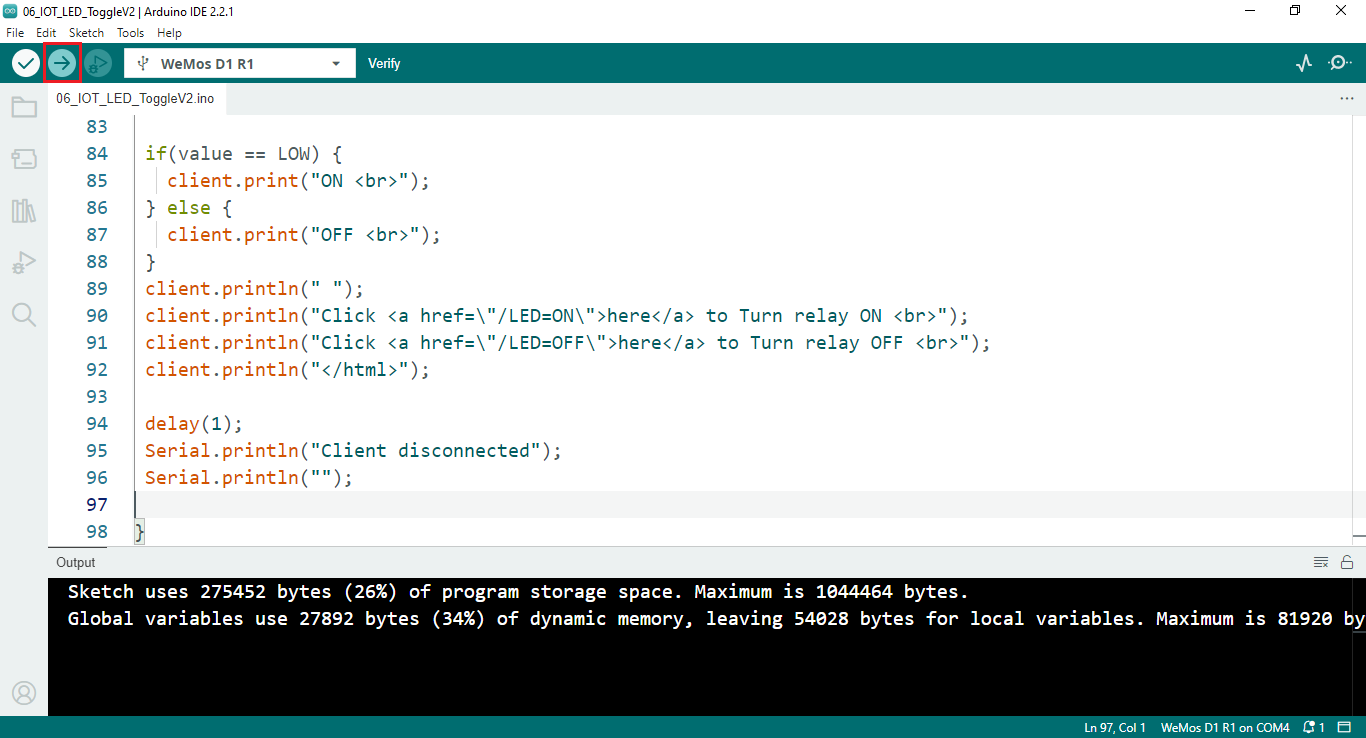 06_IOT_LED_ToggleV2 | Arduino IDE 2.2.1
File Edit Sketch Tools Help
WeMos D1 R1
Verify
06_IOT_LED_ToggleV2.ino
83
84 if(value == LOW) {
85 client.print("ON <br>");
86 } else {
87 client.print("OFF <br>");
88 }
89 client.println(" ");
90 client.println("Click <a href=\"/LED=ON\">here</a> to Turn relay ON <br>");
91 client.println("Click <a href=\"/LED=OFF\">here</a> to Turn relay OFF <br>");
92 client.println("</html>");
93
94 delay(1);
95 Serial.println("Client disconnected");
96 Serial.println("");
97
98 }
Output
Sketch uses 275452 bytes (26%) of program storage space. Maximum is 1044464 bytes.
Global variables use 27892 bytes (34%) of dynamic memory, leaving 54028 bytes for local variables. Maximum is 81920 by
Ln 97, Col 1 WeMos D1 R1 on COM4 1